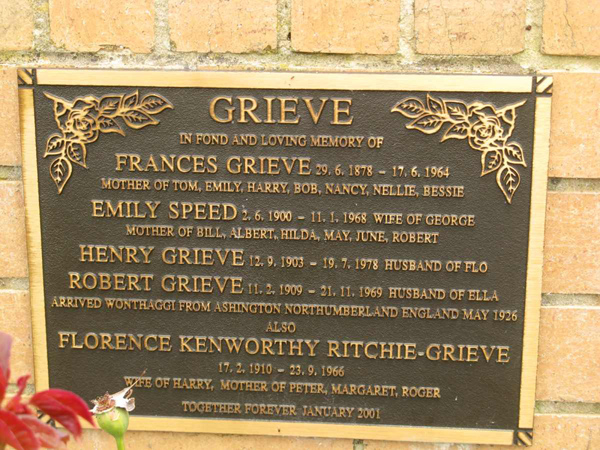 GRIEVE
IN FOND AND LOVING MEMORY OF
FRANCES GRIEVE 29. 6. 1878 - 17. 6. 1964
MOTHER OF TOM, EMILY, HARRY, BOB, NANCY, NELLIE, BESSIE
EMILY SPEED 2. 6. 1900 - 11. 1. 1968 WIFE OF GEORGE
MOTHER OF BILL, ALBERT, HILDA, MAY, JUNE, ROBERT
HENRY GRIEVE 12. 9. 1903 - 19. 7. 1978 HUSBAND OF FLO
ROBERT GRIEVE 11. 2. 1909 - 21. 11. 1969 HUSBAND OF ELLA
ARRIVED WONTHAGGI FROM ASHINGTON NORTHUMBERLAND ENGLAND MAY 1926
ALSO
FLORENCE KENWORTHY RITCHIE-GRIEVE
17. 2. 1910 - 23. 9. 1966
WIFE OF HARRY, MOTHER OF PETER, MARGARET, ROGER
TOGETHER FOREVER JANUARY 2001